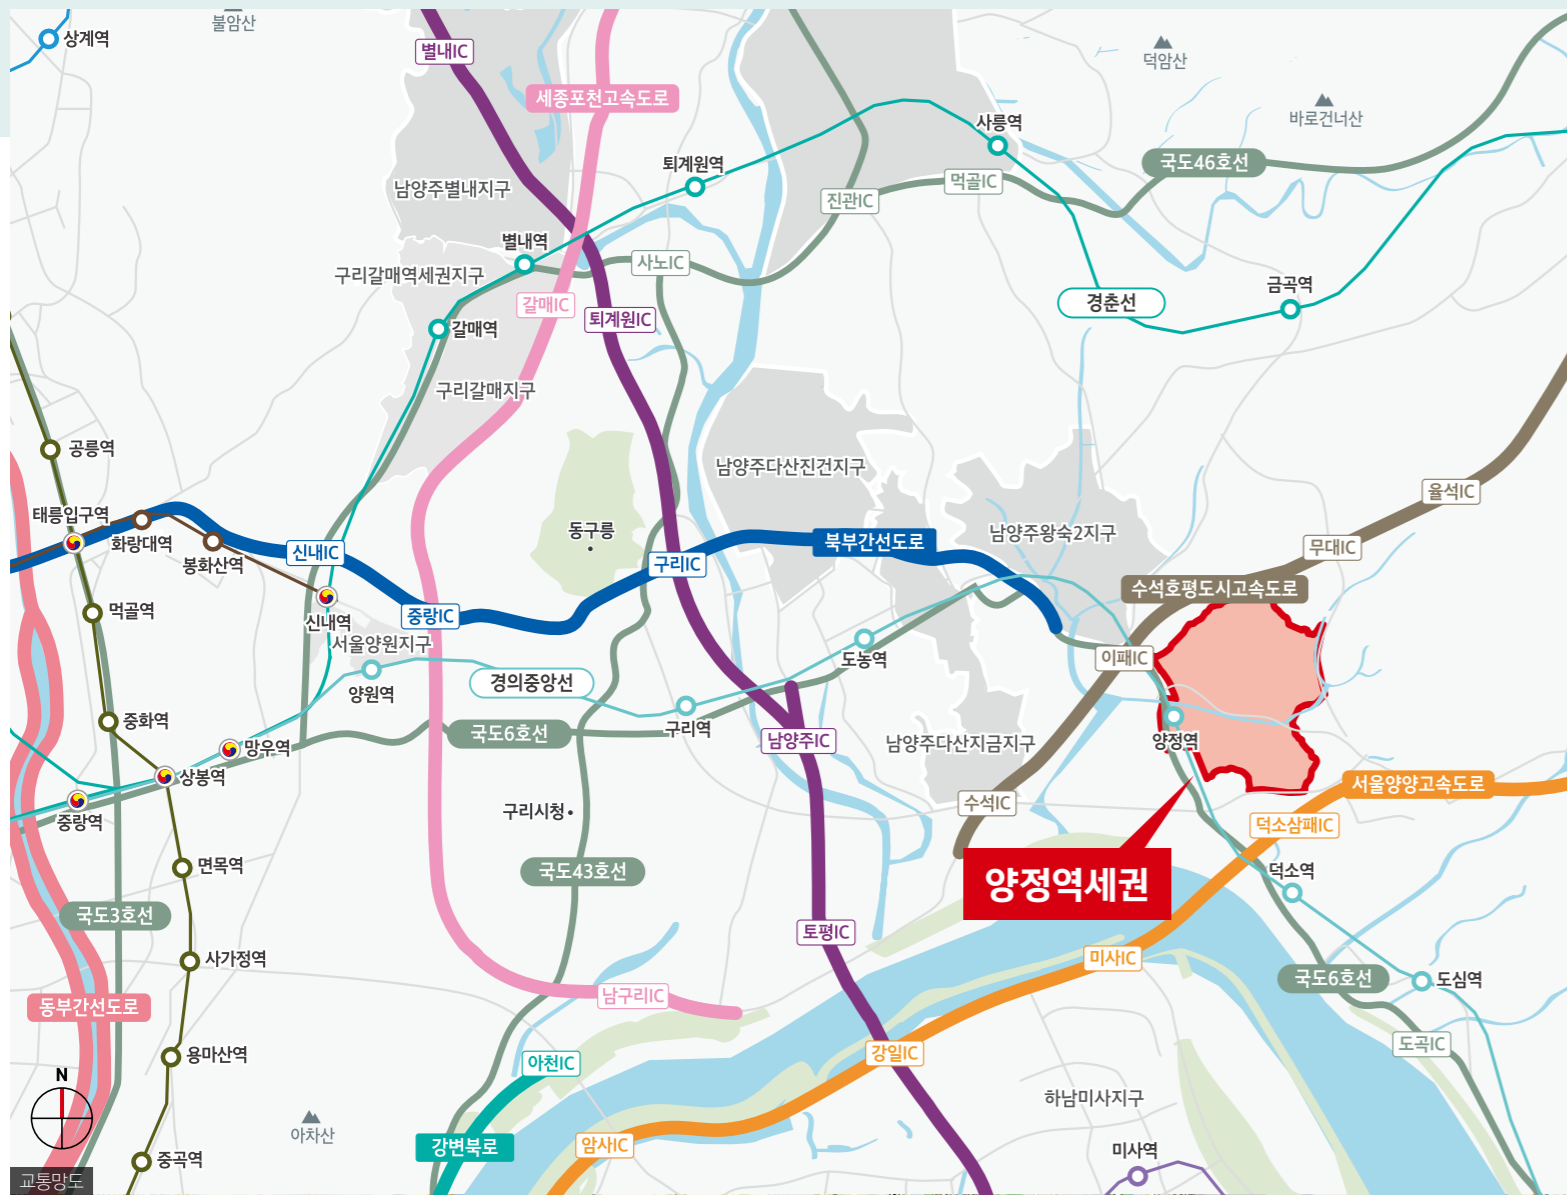 불암산
상계역
별내IC
덕암산
세종포천고속도로
바로건너산
사릉역
퇴계원역
국도46호선
남양주별내지구
먹골IC
진관IC
별내역
사노IC
구리갈매역세권지구
금곡역
갈매IC
경춘선
퇴계원IC
갈매역
구리갈매지구
공릉역
남양주다산진건지구
율석IC
태릉입구역
동구릉
남양주왕숙2지구
화랑대역
북부간선도로
무대IC
신내IC
봉화산역
구리IC
수석호평도시고속도로
먹골역
중랑IC
신내역
서울양원지구
이패IC
도농역
양원역
경의중앙선
중화역
구리역
국도6호선
남양주IC
남양주다산지금지구
양정역
망우역
상봉역
서울양양고속도로
수석IC
구리시청
중랑역
덕소삼패IC
면목역
국도43호선
덕소역
양정역세권
국도3호선
토평IC
사가정역
미사IC
국도6호선
도심역
남구리IC
동부간선도로
도곡IC
용마산역
강일IC
아천IC
N
하남미사지구
아차산
강변북로
암사IC
미사역
중곡역
교통망도